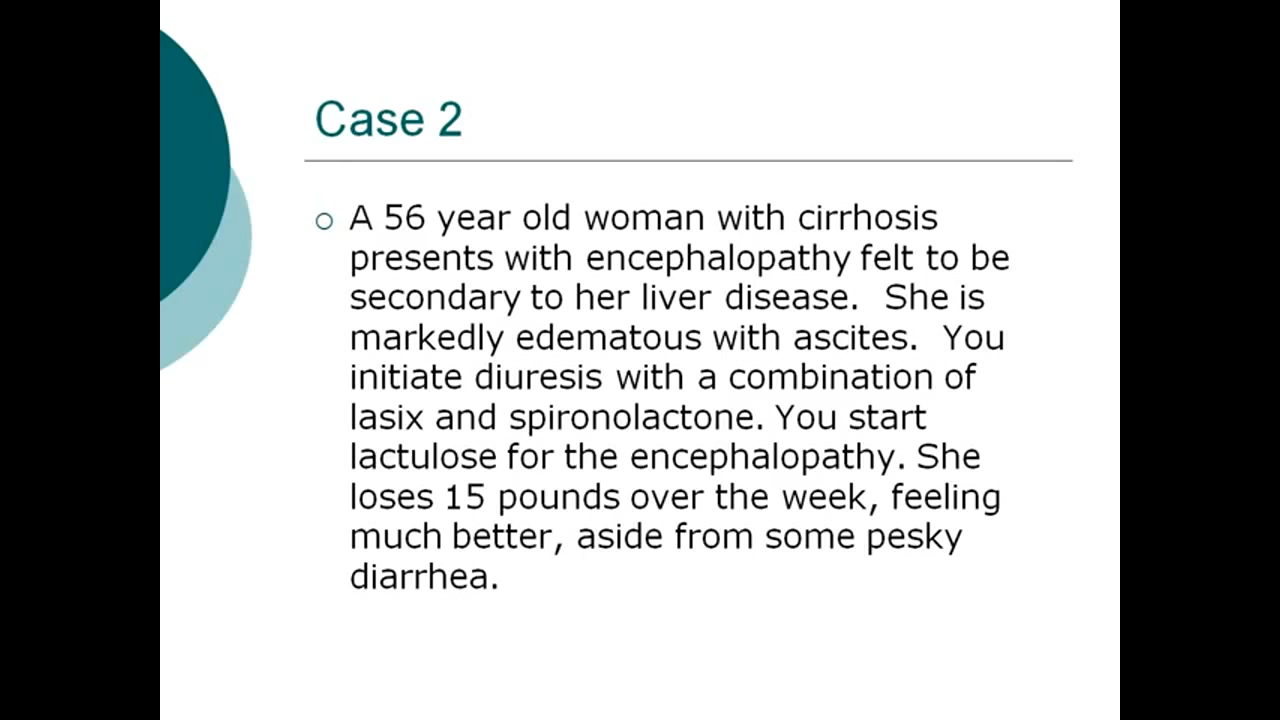 Case 2
A 56 year old woman with cirrhosis
presents with encephalopathy felt to be
secondary to her liver disease.  She is
markedly edematous with ascites.  You
initiate diuresis with a combination of
lasix and spironolactone. You start
lactulose for the encephalopathy. She
loses 15 pounds over the week, feeling
much better, aside from some pesky
diarrhea.